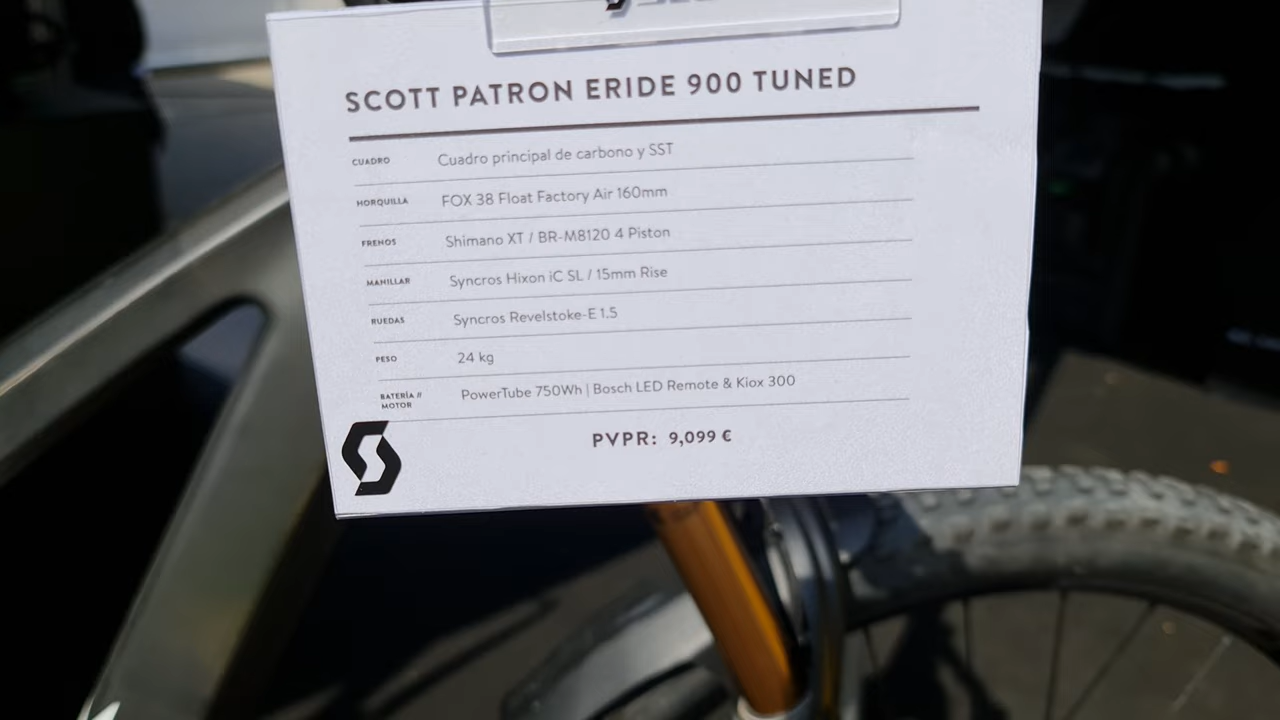 SCOTT PATRON ERIDE 900 TUNED
CUADRO Cuadro principal de carbono y SST
HORQUILLA FOX 38 Float Factory Air 160mm
FRENOS Shimano XT / BR-M8120 4 Piston
MANILLAR Syncros Hixon iC SL / 15mm Rise
RUEDAS Syncros Revelstoke-E 1.5
PESO 24 kg
BATERÍA // MOTOR PowerTube 750Wh | Bosch LED Remote & Kiox 300
PVPR: 9,099 €